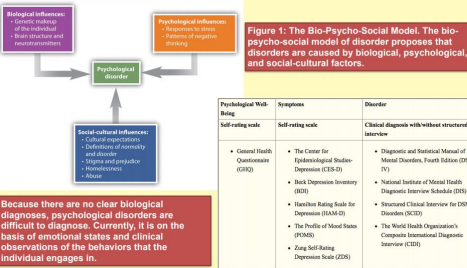 Biological influences:
• Genetic makeup
of the individual
• Brain structure and
neurotransmitters
Psychological influences:
• Responses to stress
• Patterns of negative
thinking
Psychological
disorder
Social-cultural influences:
• Cultural expectations
• Definitions of normality
and disorder
• Stigma and prejudice
• Homelessness
• Abuse
Figure 1: The Bio-Psycho-Social Model. The bio-
psycho-social model of disorder proposes that
disorders are caused by biological, psychological,
and social-cultural factors.
Because there are no clear biological
diagnoses, psychological disorders are
difficult to diagnose. Currently, it is on the
basis of emotional states and clinical
observations of the behaviors that the
individual engages in.
Psychological Well-
Being
Symptoms
Disorder
Self-rating scale
Self-rating scale
Clinical diagnosis with/without structured
interview
• General Health
Questionnaire
(GHQ)
• The Center for
Epidemiological Studies-
Depression (CES-D)
• Beck Depression Inventory
(BDI)
• Hamilton Rating Scale for
Depression (HAM-D)
• The Profile of Mood States
(POMS)
• Zung Self-Rating
Depression Scale (ZDS)
• Diagnostic and Statistical Manual of
Mental Disorders, Fourth Edition (DS
IV)
• National Institute of Mental Health
Diagnostic Interview Schedule (DIS)
• Structured Clinical Interview for DSM
Disorders (SCID)
• The World Health Organization's
Composite International Diagnostic
Interview (CIDI)